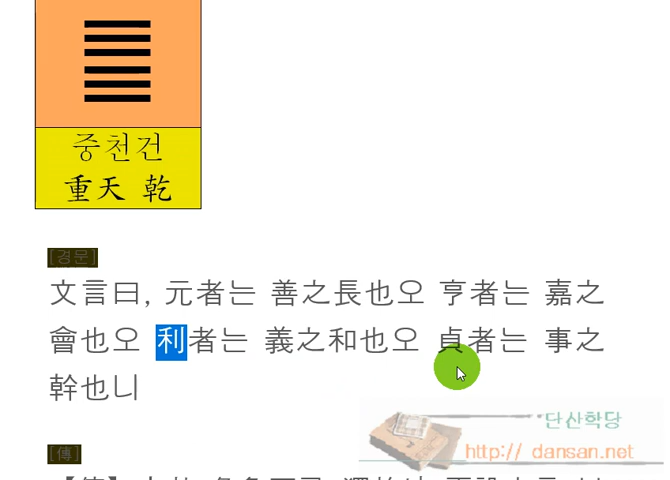 중천건
重天 乾
[경문]
文言曰, 元者는 善之長也오 亨者는 嘉之
會也오 利者는 義之和也오 貞者는 事之
幹也니
단산학당
http:// dansan.net
[傳]